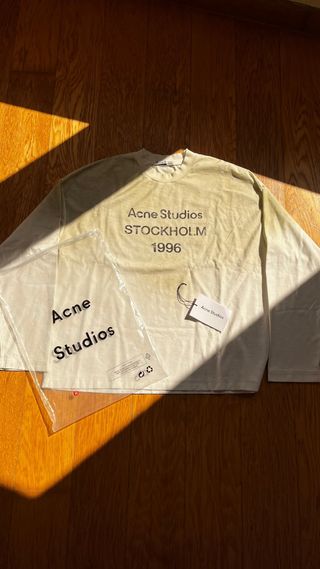 Acne Studios
STOCKHOLM
1996
Acne
Studios
Acne Studios